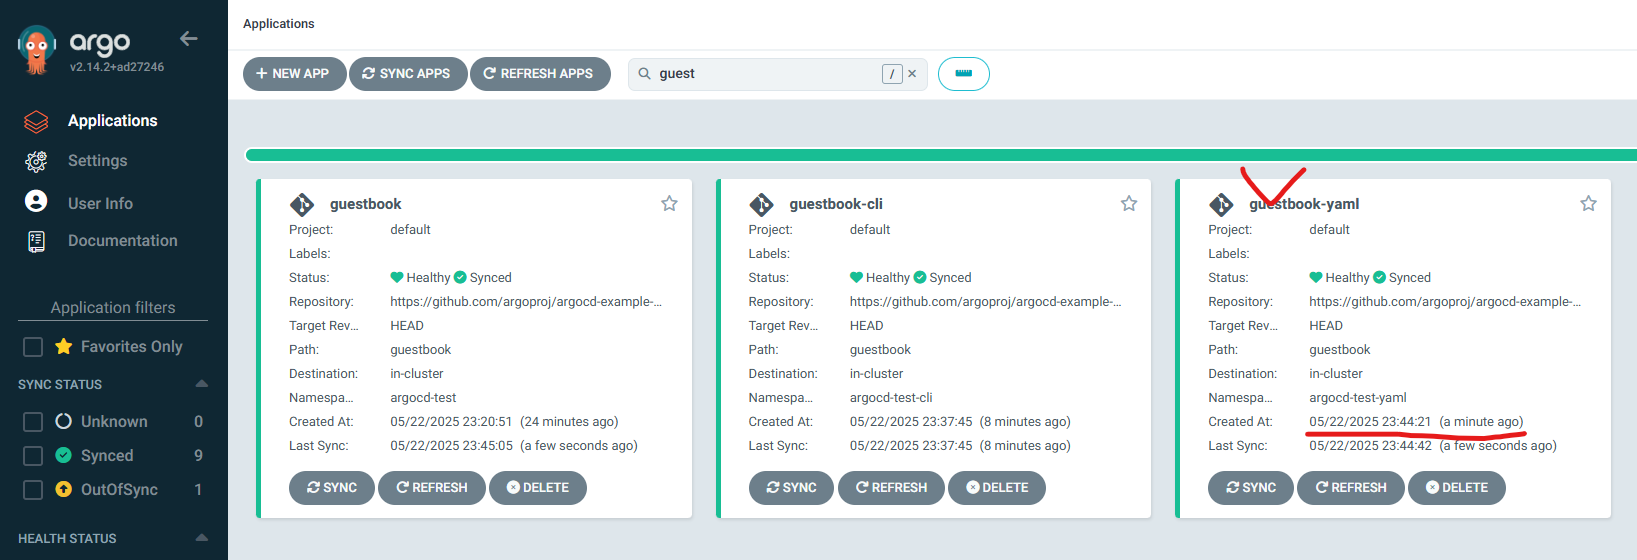 argo
v2.14.2+ad27246
Applications
Settings
User Info
Documentation
Application filters
Favorites Only
SYNC STATUS
Unknown 0
Synced 9
OutOfSync 1
HEALTH STATUS
Applications
NEW APP SYNC APPS REFRESH APPS guest /
guestbook
Project: default
Labels:
Status: Healthy Synced
Repository: https://github.com/argoproj/argocd-example-...
Target Rev... HEAD
Path: guestbook
Destination: in-cluster
Namespa... argocd-test
Created At: 05/22/2025 23:20:51 (24 minutes ago)
Last Sync: 05/22/2025 23:45:05 (a few seconds ago)
SYNC REFRESH DELETE
guestbook-cli
Project: default
Labels:
Status: Healthy Synced
Repository: https://github.com/argoproj/argocd-example-...
Target Rev... HEAD
Path: guestbook
Destination: in-cluster
Namespa... argocd-test-cli
Created At: 05/22/2025 23:37:45 (8 minutes ago)
Last Sync: 05/22/2025 23:37:45 (8 minutes ago)
SYNC REFRESH DELETE
guestbook-yaml
Project: default
Labels:
Status: Healthy Synced
Repository: https://github.com/argoproj/argocd-example-...
Target Rev... HEAD
Path: guestbook
Destination: in-cluster
Namespa... argocd-test-yaml
Created At: 05/22/2025 23:44:21 (a minute ago)
Last Sync: 05/22/2025 23:44:42 (a few seconds ago)
SYNC REFRESH DELETE